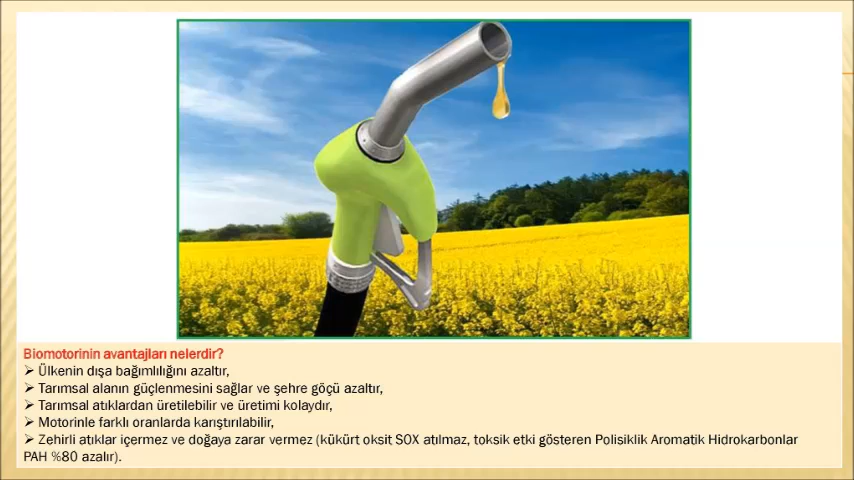 Biomotorinin avantajları nelerdir?
➢ Ülkenin dışa bağımlılığını azaltır,
➢ Tarımsal alanın güçlenmesini sağlar ve şehre göçü azaltır,
➢ Tarımsal atıklardan üretilebilir ve üretimi kolaydır,
➢ Motorinle farklı oranlarda karıştırılabilir,
➢ Zehirli atıklar içermez ve doğaya zarar vermez (kükürt oksit SOX atılmaz, toksik etki gösteren Polisiklik Aromatik Hidrokarbonlar
PAH %80 azalır).